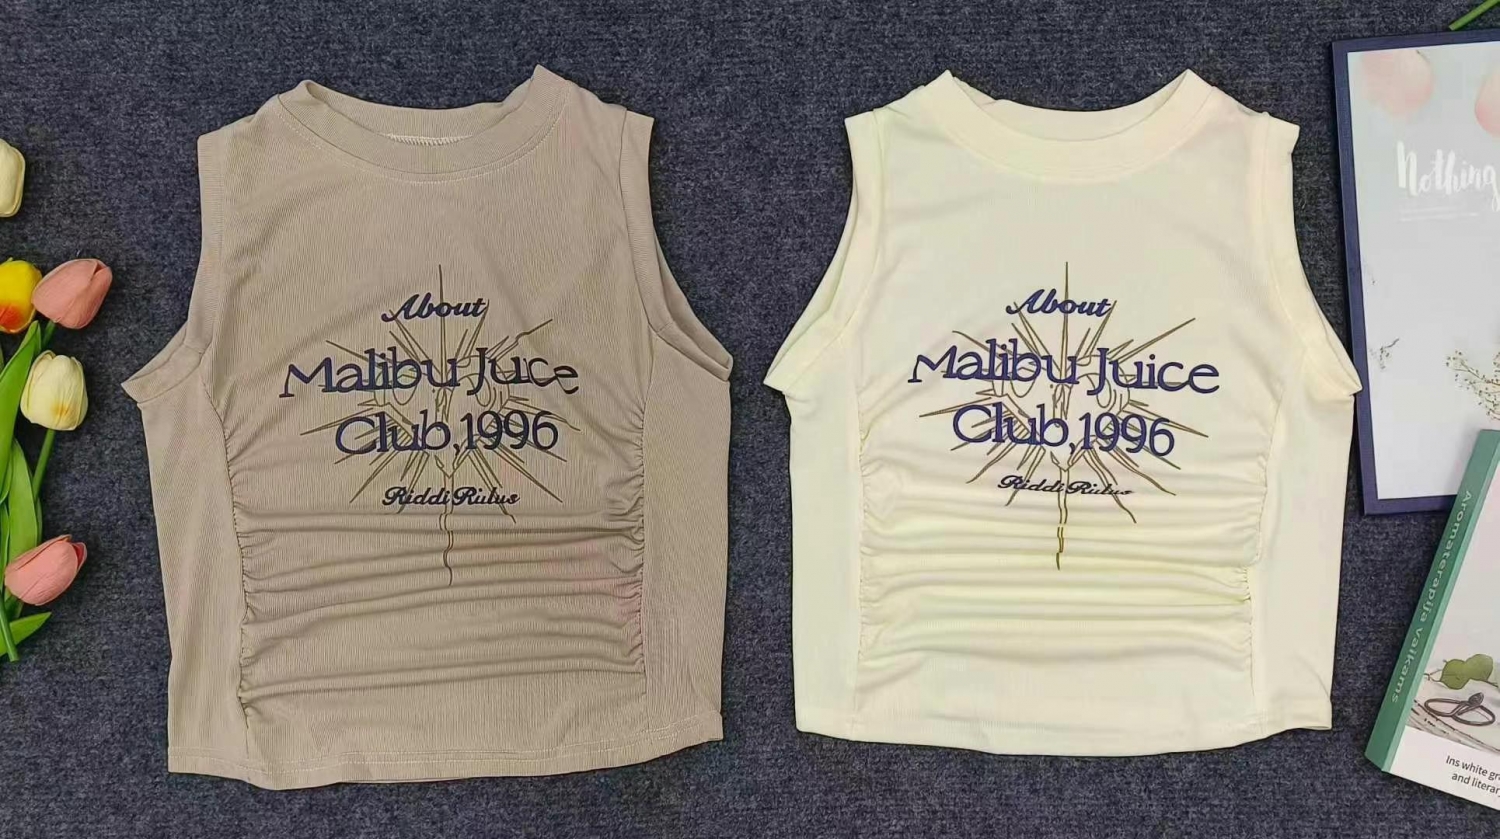 About
Malibu Juice
Club,1996
Riddi Rulus
About
Malibu Juice
Club,1996
Riddi Rulus
Nothing
Aromaterapija vaikams
Ins white
and